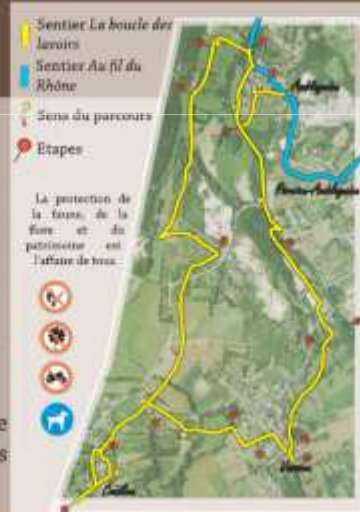 Sentier La boucle des
lavoirs
Sentier Au fil du
Rhône
Sens du parcours
Etapes
La protection de
la faune, de la
flore et du
patrimoine est
l'affaire de tous
e
s